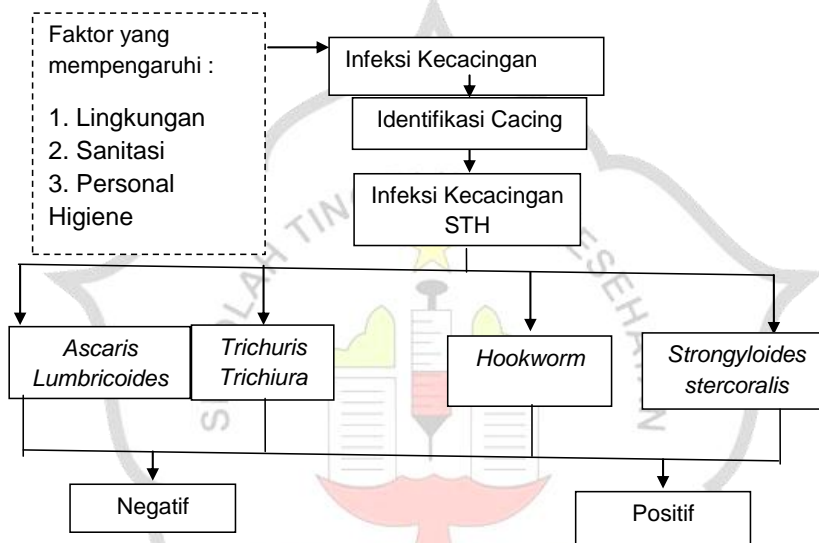 Faktor yang
mempengaruhi :
1. Lingkungan
2. Sanitasi
3. Personal
Higiene
Infeksi Kecacingan
Identifikasi Cacing
Infeksi Kecacingan
STH
Ascaris
Lumbricoides
Trichuris
Trichiura
Hookworm
Strongyloides
stercoralis
Negatif
Positif